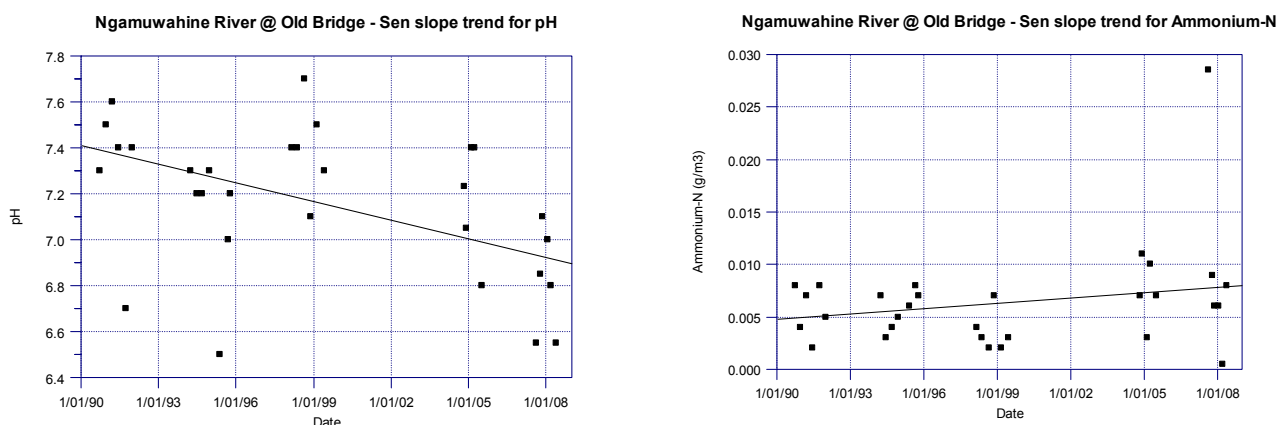 Ngamuwahine River @ Old Bridge - Sen slope trend for pH
7.8
7.6
7.4
7.2
7.0
6.8
6.6
6.4
pH
1/01/90 1/01/93 1/01/96 1/01/99 1/01/02 1/01/05 1/01/08
Date
Ngamuwahine River @ Old Bridge - Sen slope trend for Ammonium-N
0.030
0.025
0.020
0.015
0.010
0.005
0.000
Ammonium-N (g/m3)
1/01/90 1/01/93 1/01/96 1/01/99 1/01/02 1/01/05 1/01/08
Date